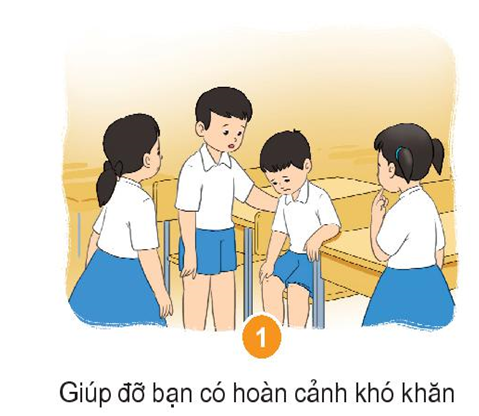 1
Giúp đỡ bạn có hoàn cảnh khó khăn